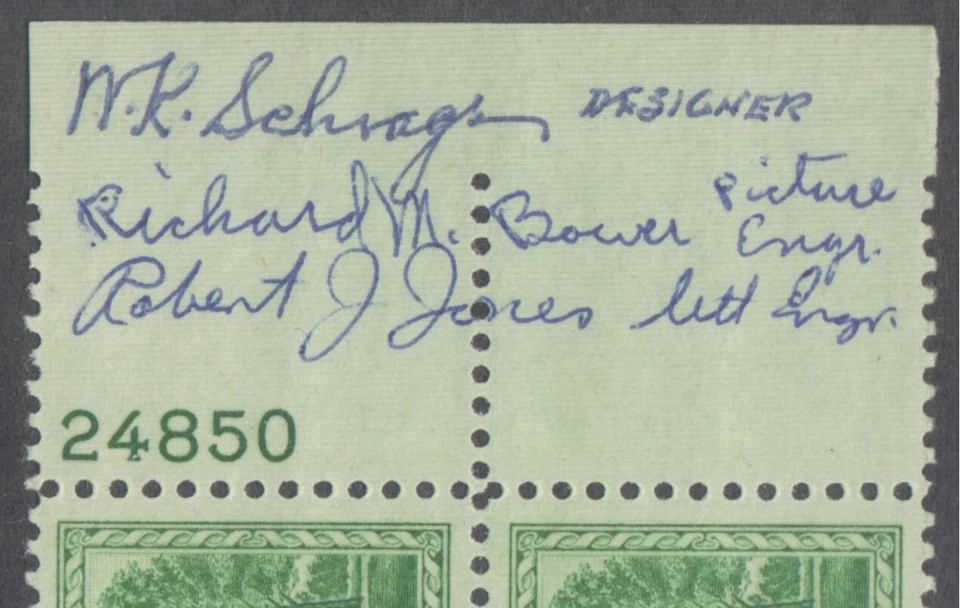 W.K. Schrage DESIGNER
Richard M. Bower Picture Engr.
Robert J Jones lett Engr.
24850